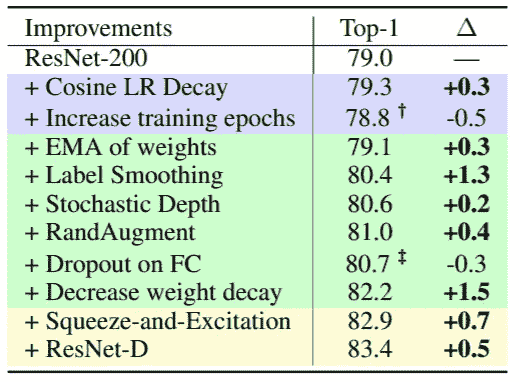 Improvements Top-1 Δ
ResNet-200 79.0 —
+ Cosine LR Decay 79.3 +0.3
+ Increase training epochs 78.8 † -0.5
+ EMA of weights 79.1 +0.3
+ Label Smoothing 80.4 +1.3
+ Stochastic Depth 80.6 +0.2
+ RandAugment 81.0 +0.4
+ Dropout on FC 80.7 ‡ -0.3
+ Decrease weight decay 82.2 +1.5
+ Squeeze-and-Excitation 82.9 +0.7
+ ResNet-D 83.4 +0.5